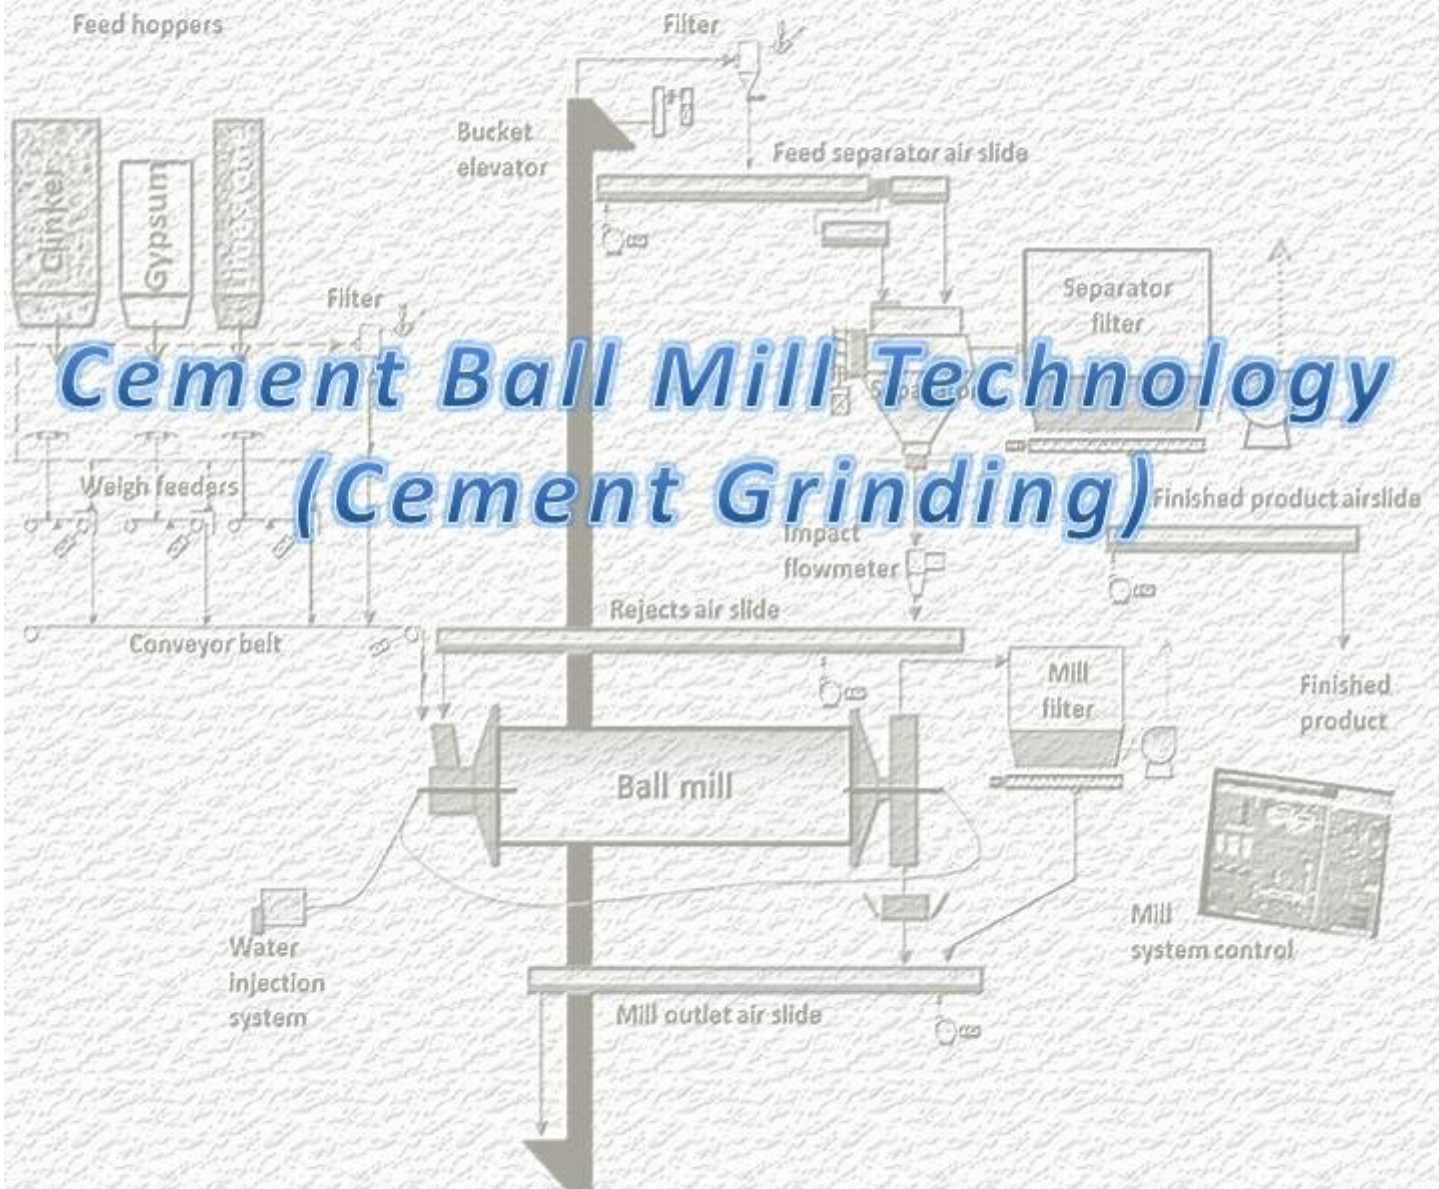 Feed hoppers
Filter
Bucket
elevator
Feed separator air slide
Clinker
Gypsum
Limestone
Filter
Separator
filter
Cement Ball Mill Technology
Separator
(Cement Grinding)
Weigh feeders
Finished product airslide
Impact
flowmeter
Rejects air slide
Conveyor belt
Mill
filter
Finished
product
Ball mill
Mill
system control
Water
injection
system
Mill outlet air slide